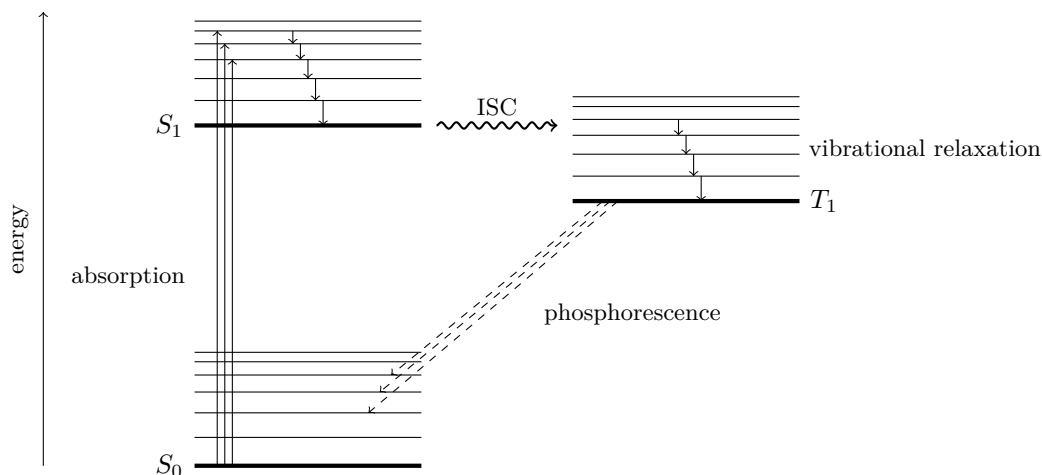 ISC
S₁
vibrational relaxation
T₁
energy
absorption
phosphorescence
S₀